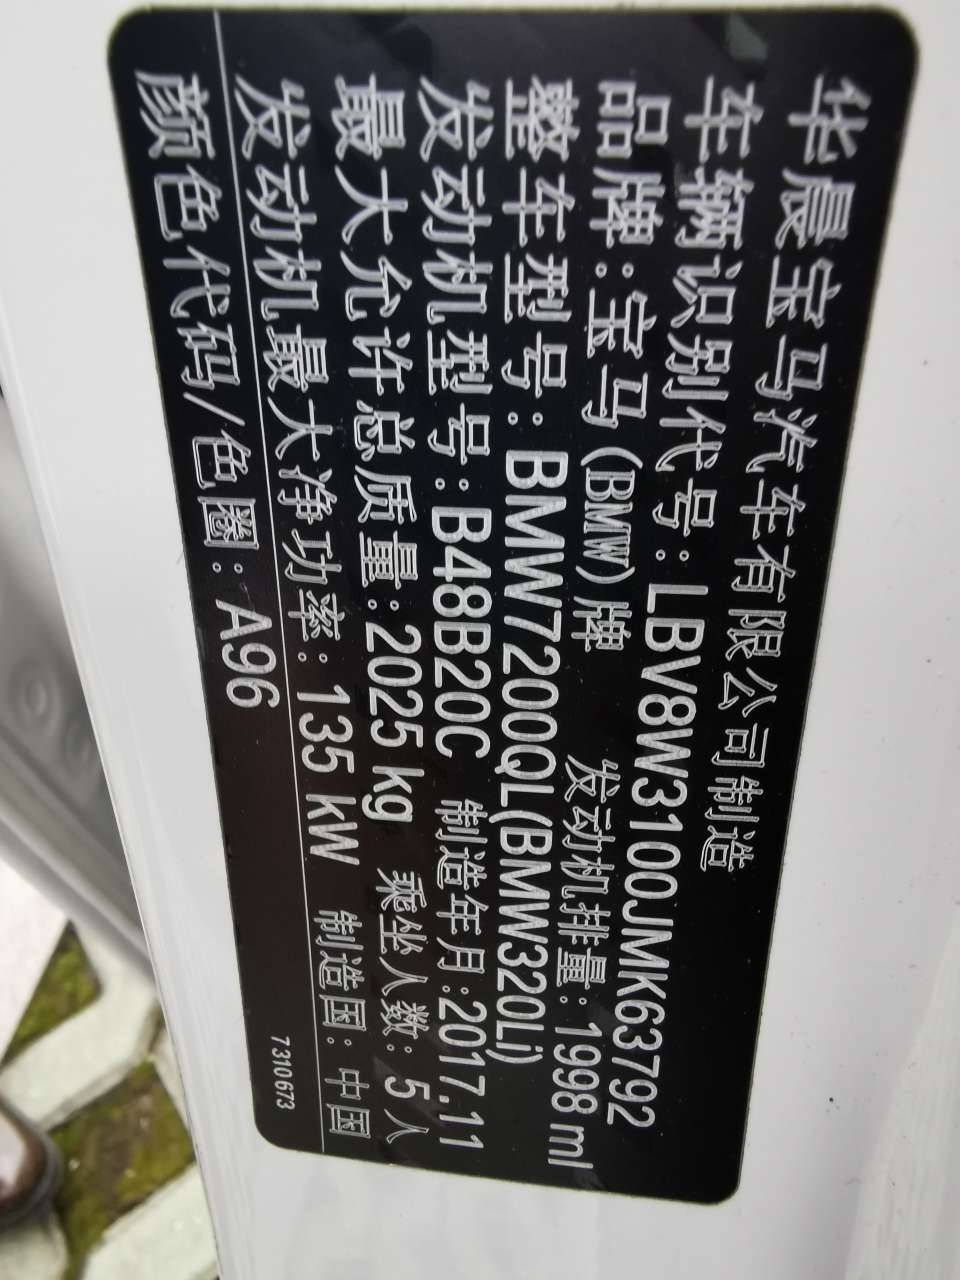 华晨宝马汽车有限公司制造
车辆识别代号：LBV8W3100JMK63792
品牌：宝马(BMW)牌 发动机排量：1998 ml
整车型号：BMW7200QL(BMW320Li)
发动机型号：B48B20C 制造年月：2017.11
最大允许总质量：2025 kg 乘坐人数：5人
发动机最大净功率：135 kW 制造国：中国
颜色代码/色圈：A96
7310673